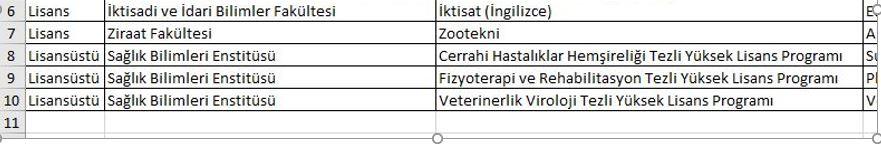 6 Lisans İktisadi ve İdari Bilimler Fakültesi İktisat (İngilizce)
7 Lisans Ziraat Fakültesi Zootekni A
8 Lisansüstü Sağlık Bilimleri Enstitüsü Cerrahi Hastalıklar Hemşireliği Tezli Yüksek Lisans Programı
9 Lisansüstü Sağlık Bilimleri Enstitüsü Fizyoterapi ve Rehabilitasyon Tezli Yüksek Lisans Programı
10 Lisansüstü Sağlık Bilimleri Enstitüsü Veterinerlik Viroloji Tezli Yüksek Lisans Programı V
11